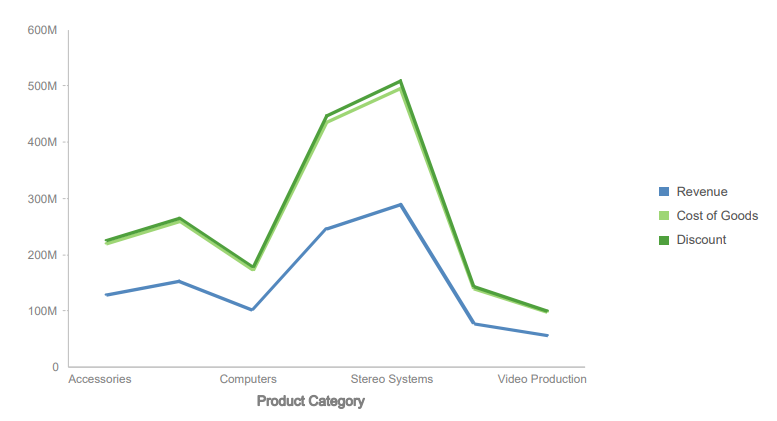 600M
500M
400M
300M
200M
100M
0
Accessories Computers Stereo Systems Video Production
Product Category
Revenue
Cost of Goods
Discount